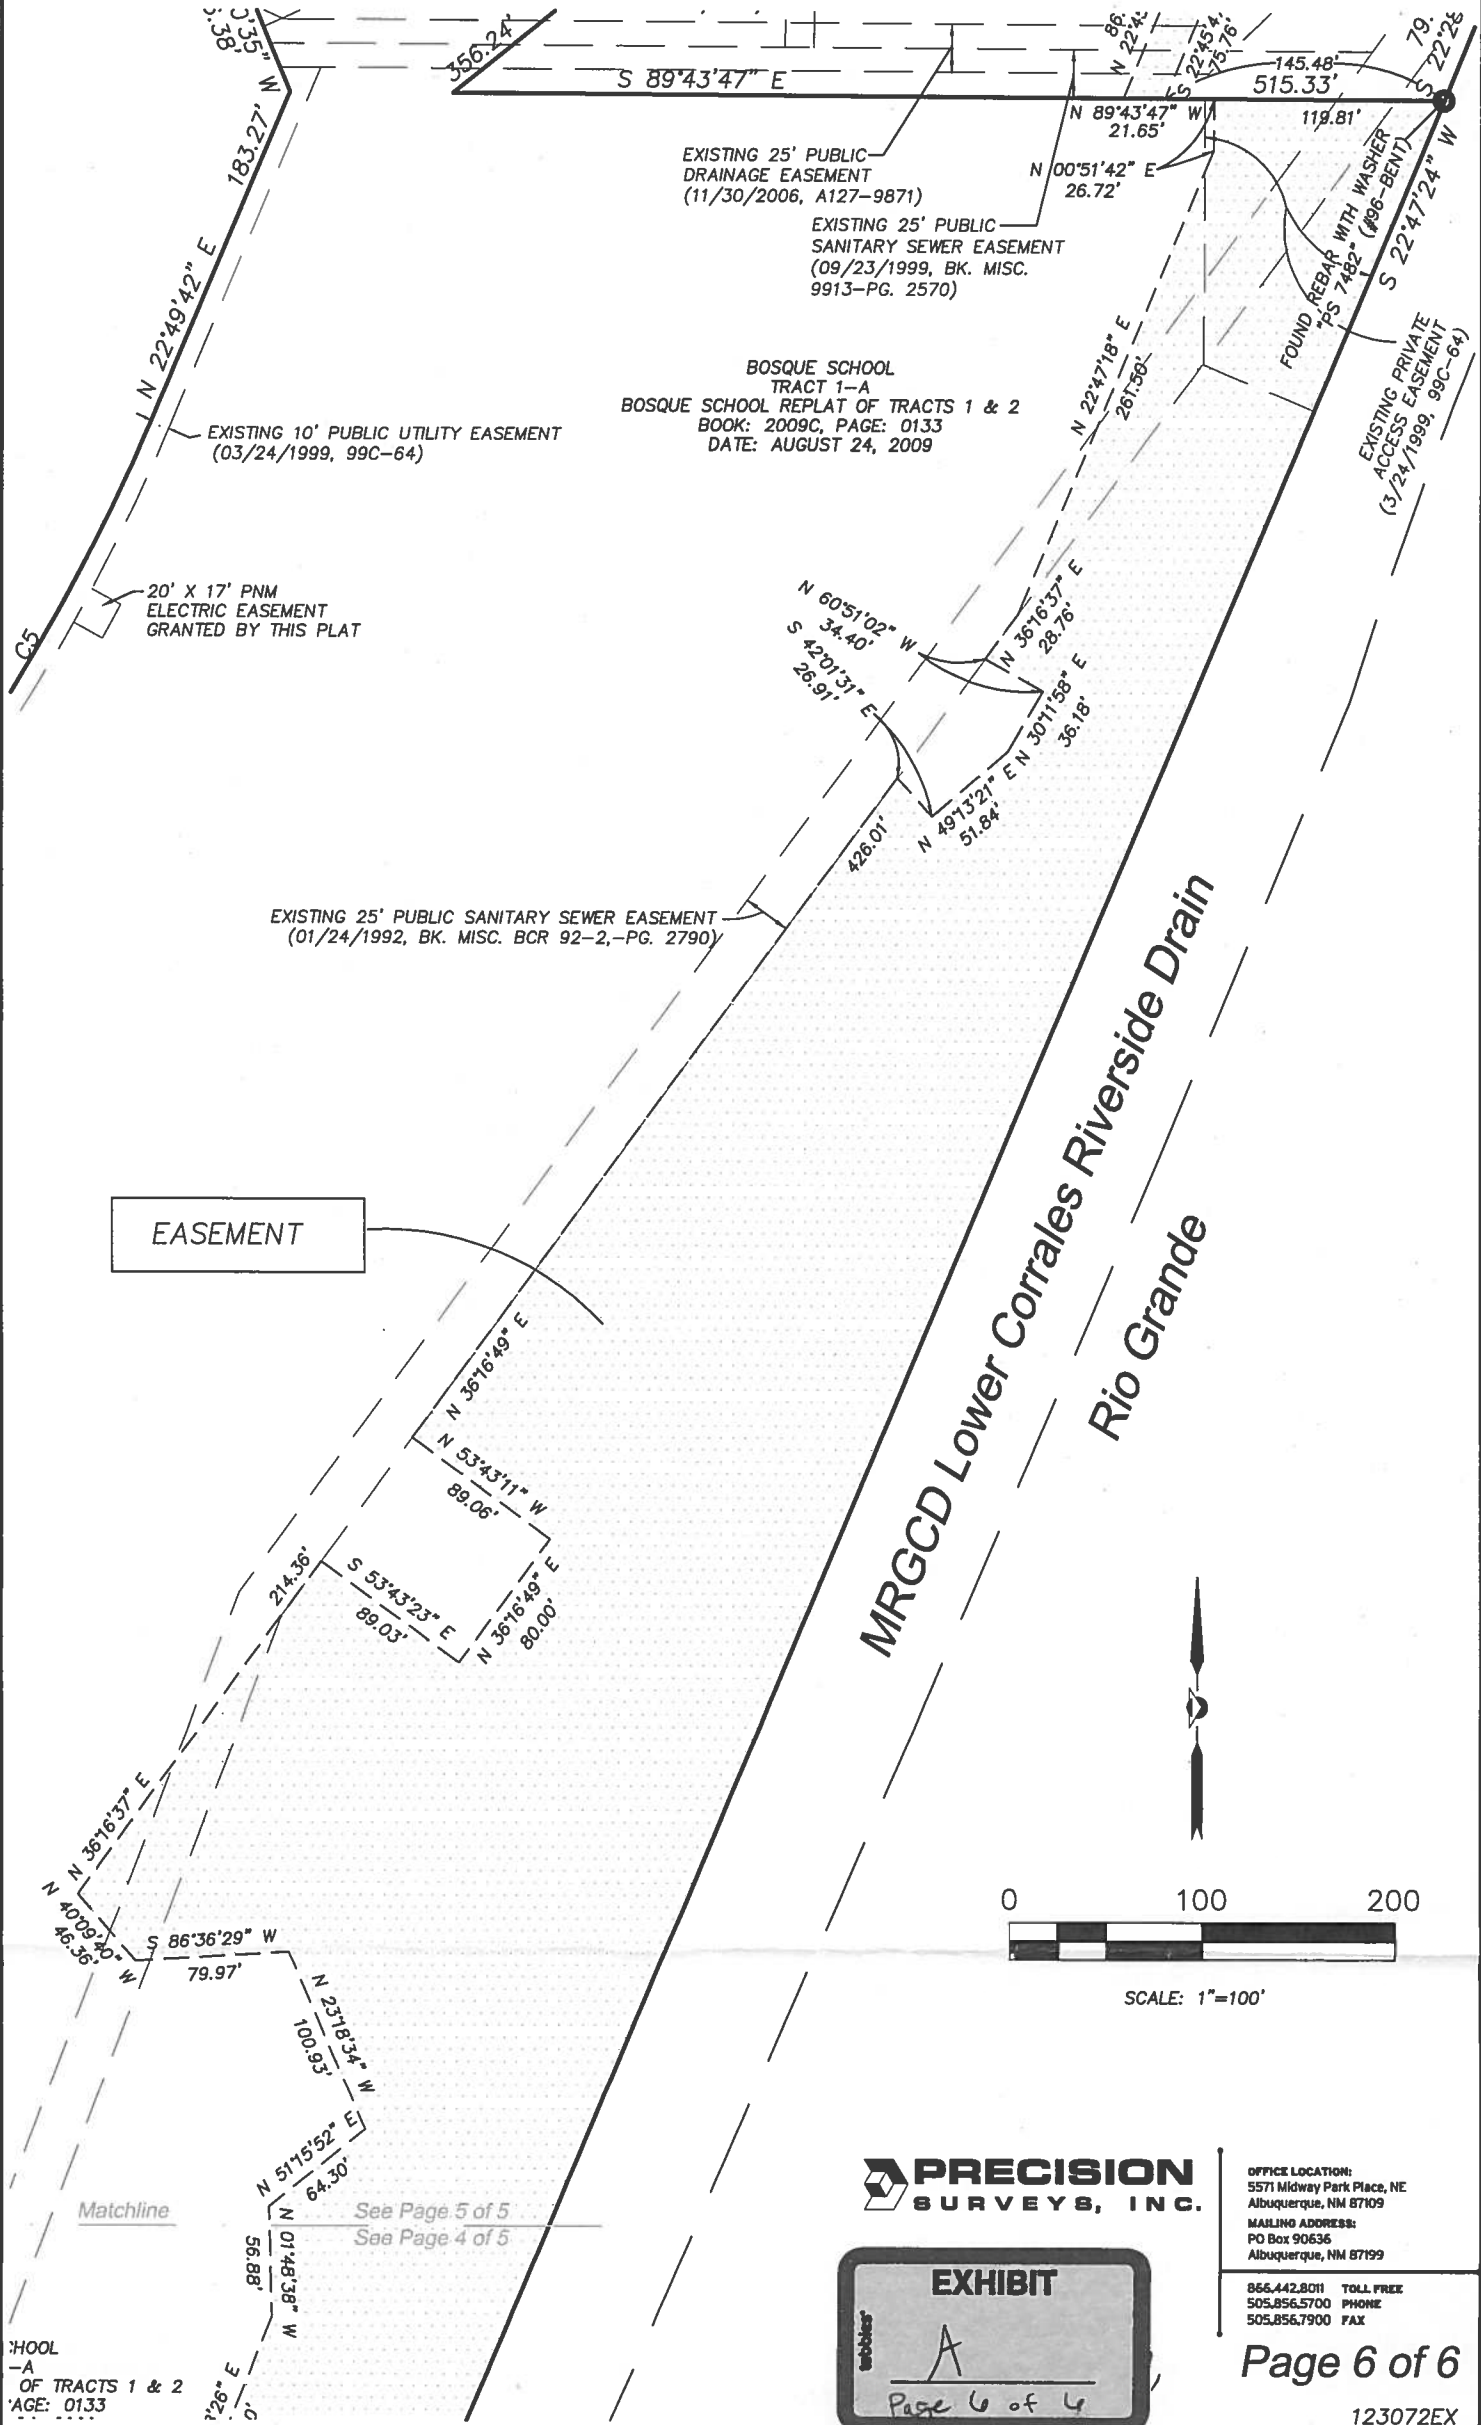 356.24'
S 89°43'47" E
145.48'
515.33'
N 89°43'47" W
21.65'
119.81'
75.76'
S 22°47'24" W
183.27'
N 22°49'42" E
EXISTING 25' PUBLIC
DRAINAGE EASEMENT
(11/30/2006, A127-9871)
N 00°51'42" E
26.72'
EXISTING 25' PUBLIC
SANITARY SEWER EASEMENT
(09/23/1999, BK. MISC.
9913-PG. 2570)
FOUND REBAR WITH WASHER
"PS 7482" (#96-BENT)
EXISTING PRIVATE
ACCESS EASEMENT
(3/24/1999, 99C-64)
N 22°47'18" E
261.50'
BOSQUE SCHOOL
TRACT 1-A
BOSQUE SCHOOL REPLAT OF TRACTS 1 & 2
BOOK: 2009C, PAGE: 0133
DATE: AUGUST 24, 2009
EXISTING 10' PUBLIC UTILITY EASEMENT
(03/24/1999, 99C-64)
20' X 17' PNM
ELECTRIC EASEMENT
GRANTED BY THIS PLAT
C5
N 60°51'02" W
34.40'
S 42°01'31" E
26.91'
N 36°16'37" E
28.76'
N 30°11'58" E
36.18'
N 49°13'21" E
51.84'
426.01'
EXISTING 25' PUBLIC SANITARY SEWER EASEMENT
(01/24/1992, BK. MISC. BCR 92-2,-PG. 2790)
MRGCD Lower Corrales Riverside Drain
Rio Grande
EASEMENT
N 36°16'49" E
N 53°43'11" W
89.06'
214.36'
S 53°43'23" E
89.03'
N 36°16'49" E
80.00'
N 36°16'37" E
N 40°09'40" W
46.36'
S 86°36'29" W
79.97'
N 23°18'34" W
100.93'
N 51°15'52" E
64.30'
N 01°48'38" W
56.88'
0 100 200
SCALE: 1"=100'
Matchline
See Page 5 of 5
See Page 4 of 5
PRECISION
SURVEYS, INC.
OFFICE LOCATION:
5571 Midway Park Place, NE
Albuquerque, NM 87109
MAILING ADDRESS:
PO Box 90636
Albuquerque, NM 87199
866.442.8011 TOLL FREE
505.856.5700 PHONE
505.856.7900 FAX
EXHIBIT
tabbies'
A
Page 6 of 6
Page 6 of 6
123072EX
:HOOL
-A
OF TRACTS 1 & 2
'AGE: 0133